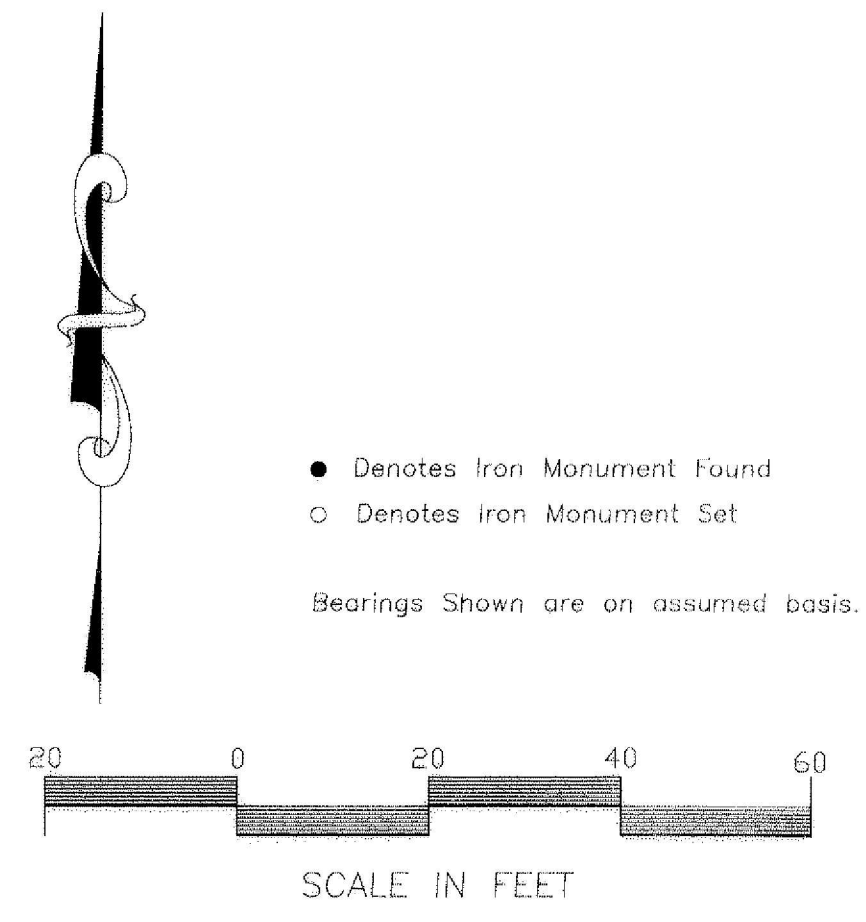 ● Denotes Iron Monument Found
○ Denotes Iron Monument Set
Bearings Shown are on assumed basis.
20 0 20 40 60
SCALE IN FEET